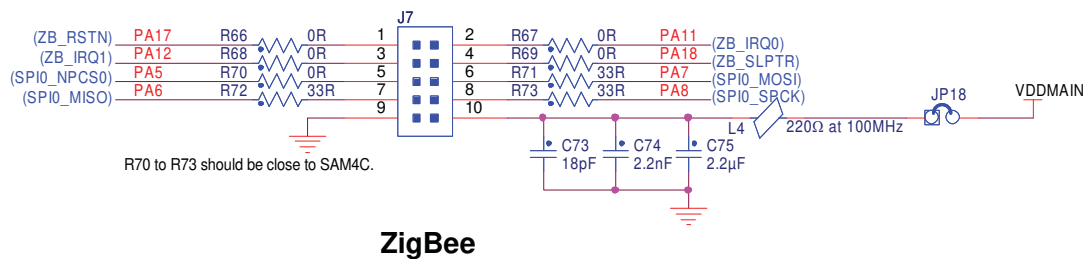 J7
(ZB_RSTN) PA17 R66 0R 1 2 R67 0R PA11 (ZB_IRQ0)
(ZB_IRQ1) PA12 R68 0R 3 4 R69 0R PA18 (ZB_SLPTR)
(SPI0_NPCS0) PA5 R70 0R 5 6 R71 33R PA7 (SPI0_MOSI)
(SPI0_MISO) PA6 R72 33R 7 8 R73 33R PA8 (SPI0_SPCK)
9 10
JP18 VDDMAIN
L4 220Ω at 100MHz
C73 C74 C75
18pF 2.2nF 2.2µF
R70 to R73 should be close to SAM4C.
ZigBee